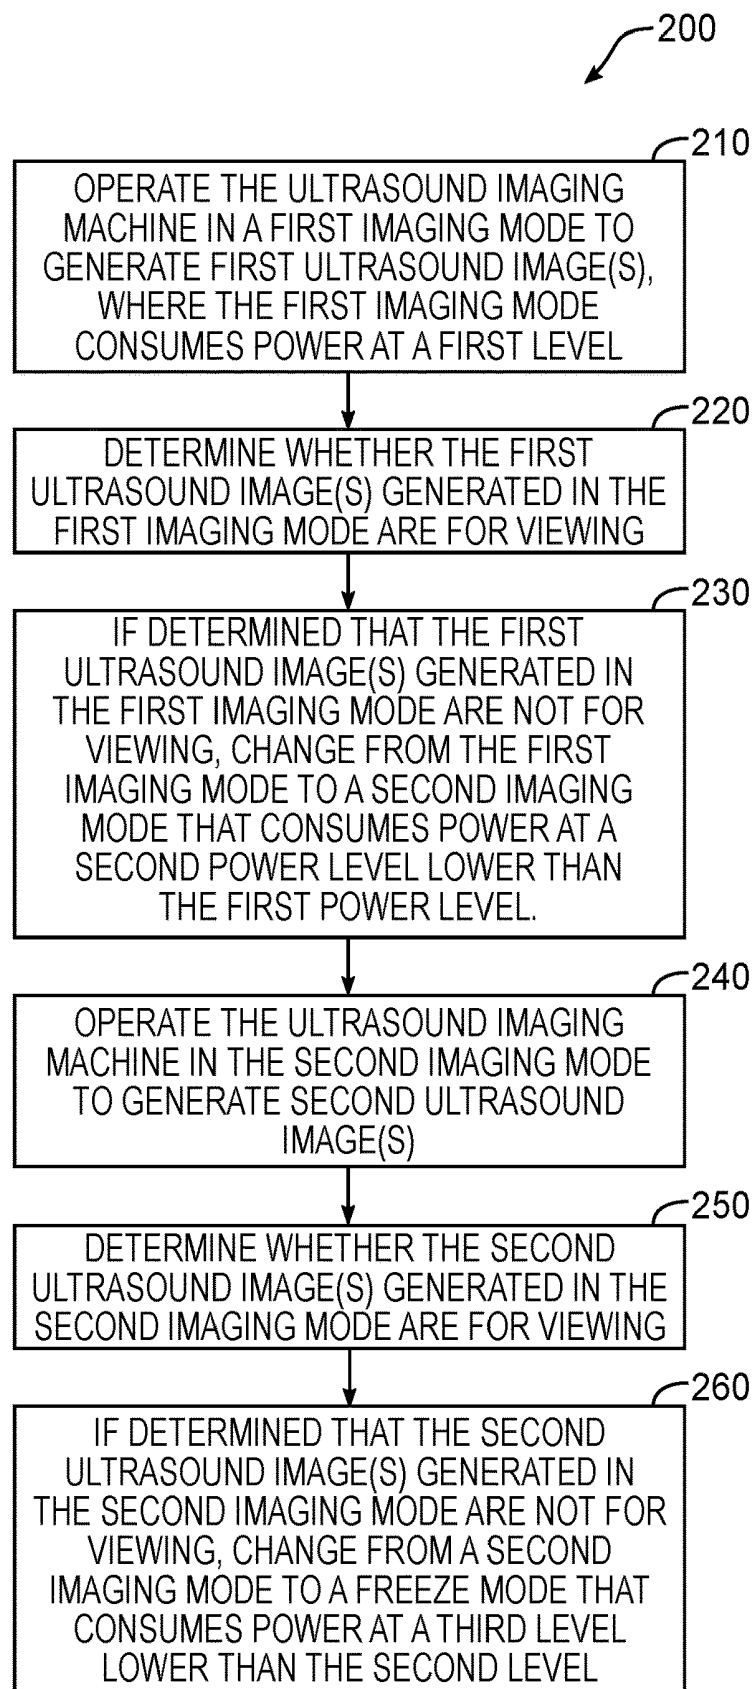 200
210
OPERATE THE ULTRASOUND IMAGING
MACHINE IN A FIRST IMAGING MODE TO
GENERATE FIRST ULTRASOUND IMAGE(S),
WHERE THE FIRST IMAGING MODE
CONSUMES POWER AT A FIRST LEVEL
220
DETERMINE WHETHER THE FIRST
ULTRASOUND IMAGE(S) GENERATED IN THE
FIRST IMAGING MODE ARE FOR VIEWING
230
IF DETERMINED THAT THE FIRST
ULTRASOUND IMAGE(S) GENERATED IN
THE FIRST IMAGING MODE ARE NOT FOR
VIEWING, CHANGE FROM THE FIRST
IMAGING MODE TO A SECOND IMAGING
MODE THAT CONSUMES POWER AT A
SECOND POWER LEVEL LOWER THAN
THE FIRST POWER LEVEL.
240
OPERATE THE ULTRASOUND IMAGING
MACHINE IN THE SECOND IMAGING MODE
TO GENERATE SECOND ULTRASOUND
IMAGE(S)
250
DETERMINE WHETHER THE SECOND
ULTRASOUND IMAGE(S) GENERATED IN THE
SECOND IMAGING MODE ARE FOR VIEWING
260
IF DETERMINED THAT THE SECOND
ULTRASOUND IMAGE(S) GENERATED IN
THE SECOND IMAGING MODE ARE NOT FOR
VIEWING, CHANGE FROM A SECOND
IMAGING MODE TO A FREEZE MODE THAT
CONSUMES POWER AT A THIRD LEVEL
LOWER THAN THE SECOND LEVEL